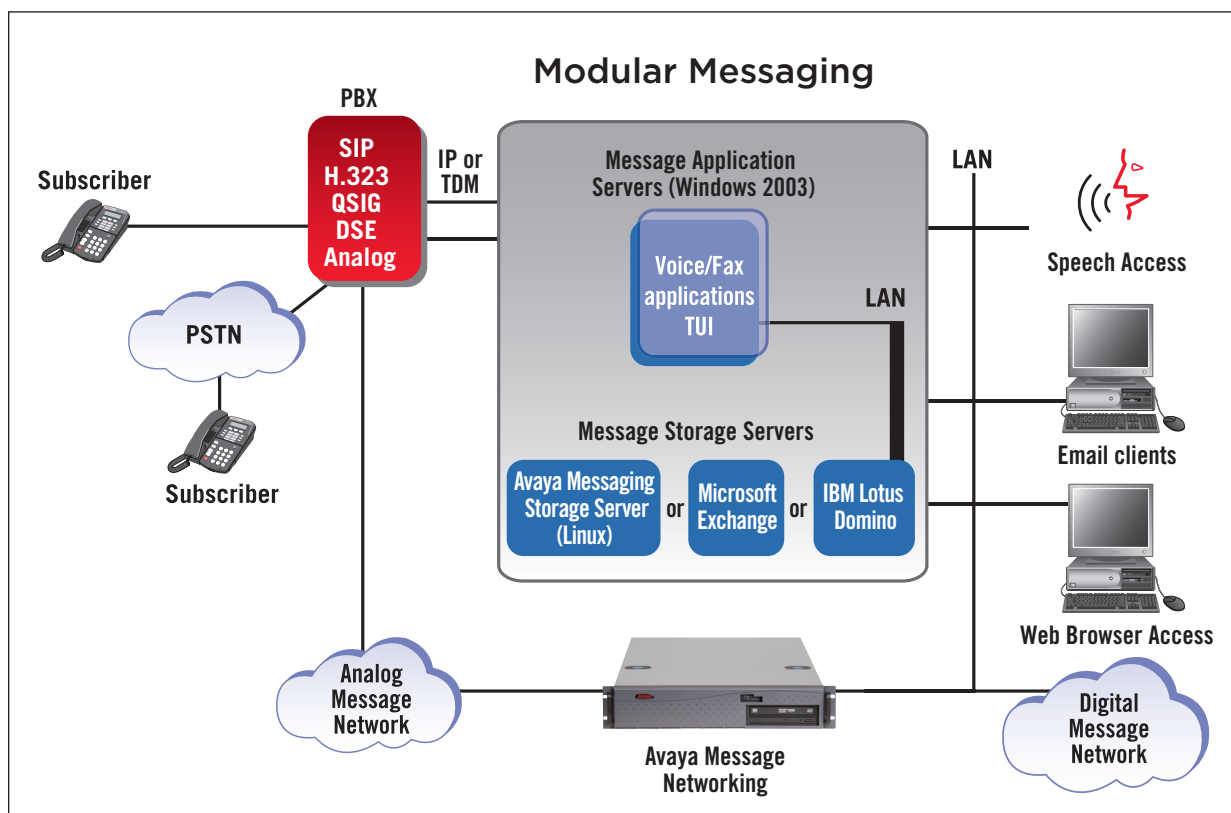 Modular Messaging
PBX
SIP
H.323
QSIG
DSE
Analog
IP or
TDM
Subscriber
PSTN
Subscriber
Message Application
Servers (Windows 2003)
Voice/Fax
applications
TUI
LAN
Message Storage Servers
Avaya Messaging
Storage Server
(Linux)
or
Microsoft
Exchange
or
IBM Lotus
Domino
LAN
Speech Access
Email clients
Web Browser Access
Analog
Message
Network
Avaya Message
Networking
Digital
Message
Network